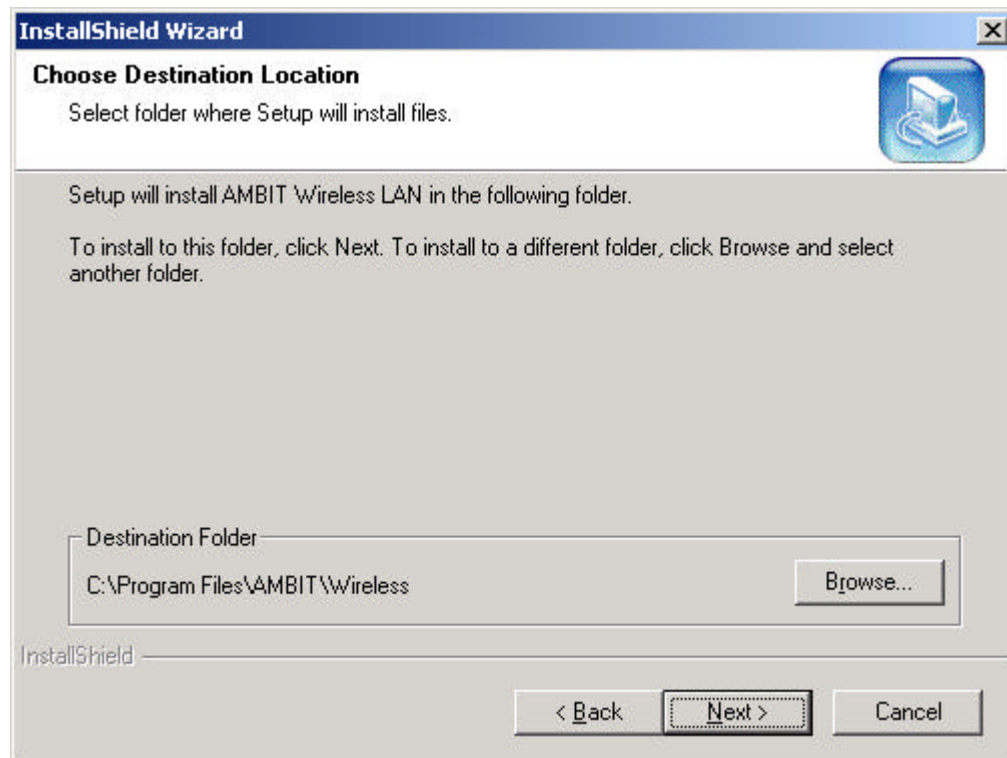 InstallShield Wizard
Choose Destination Location
Select folder where Setup will install files.
Setup will install AMBIT Wireless LAN in the following folder.
To install to this folder, click Next. To install to a different folder, click Browse and select
another folder.
Destination Folder
C:\Program Files\AMBIT\Wireless
Browse...
InstallShield
< Back
Next >
Cancel